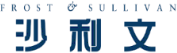 FROST & SULLIVAN
沙利文